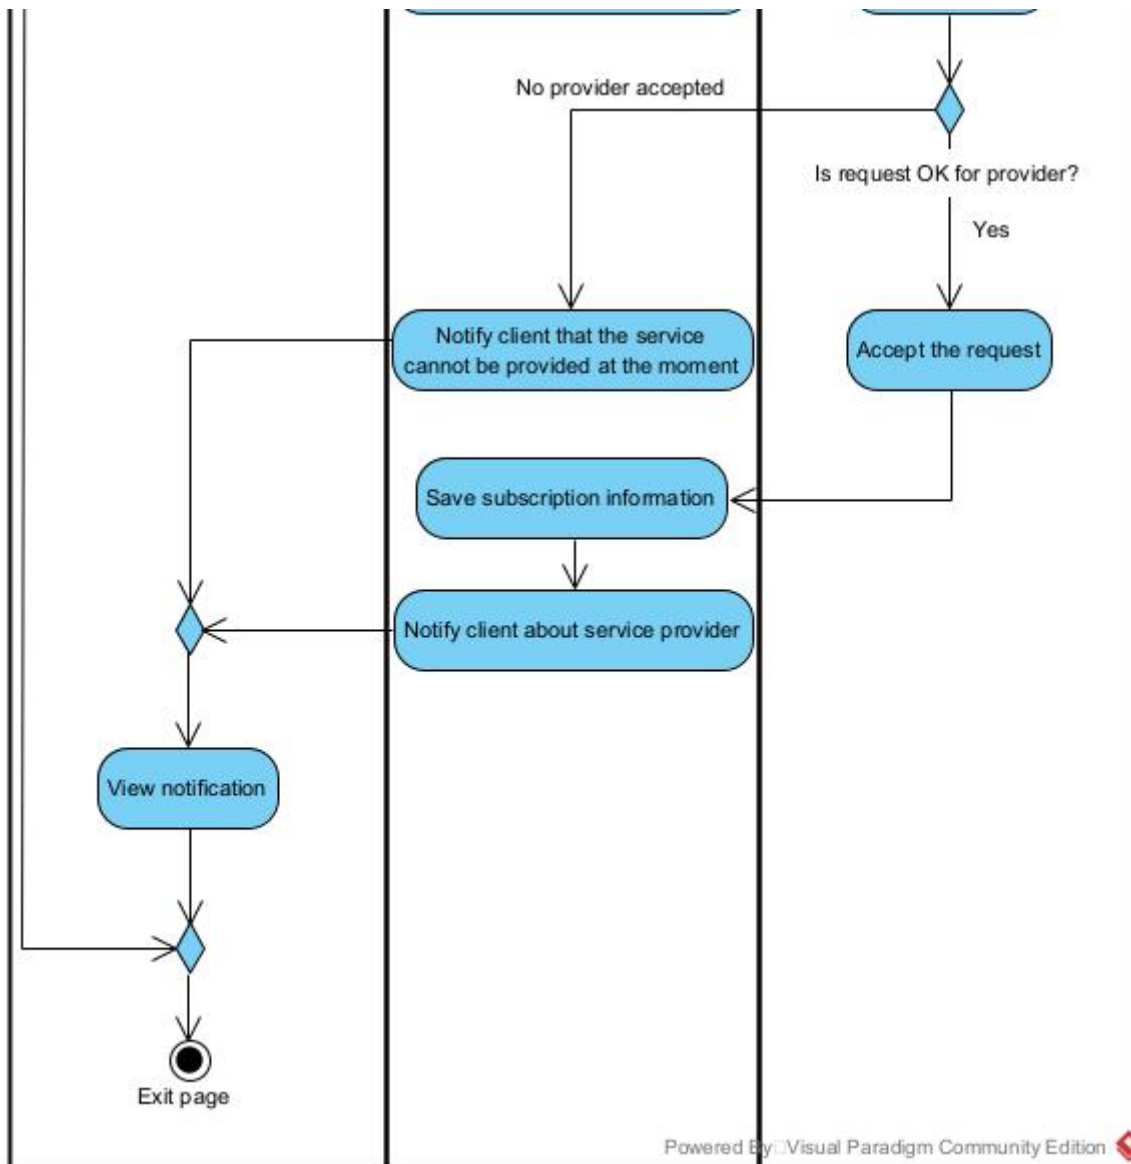 No provider accepted
Is request OK for provider?
Yes
Notify client that the service
cannot be provided at the moment
Accept the request
Save subscription information
Notify client about service provider
View notification
Exit page
Powered By Visual Paradigm Community Edition